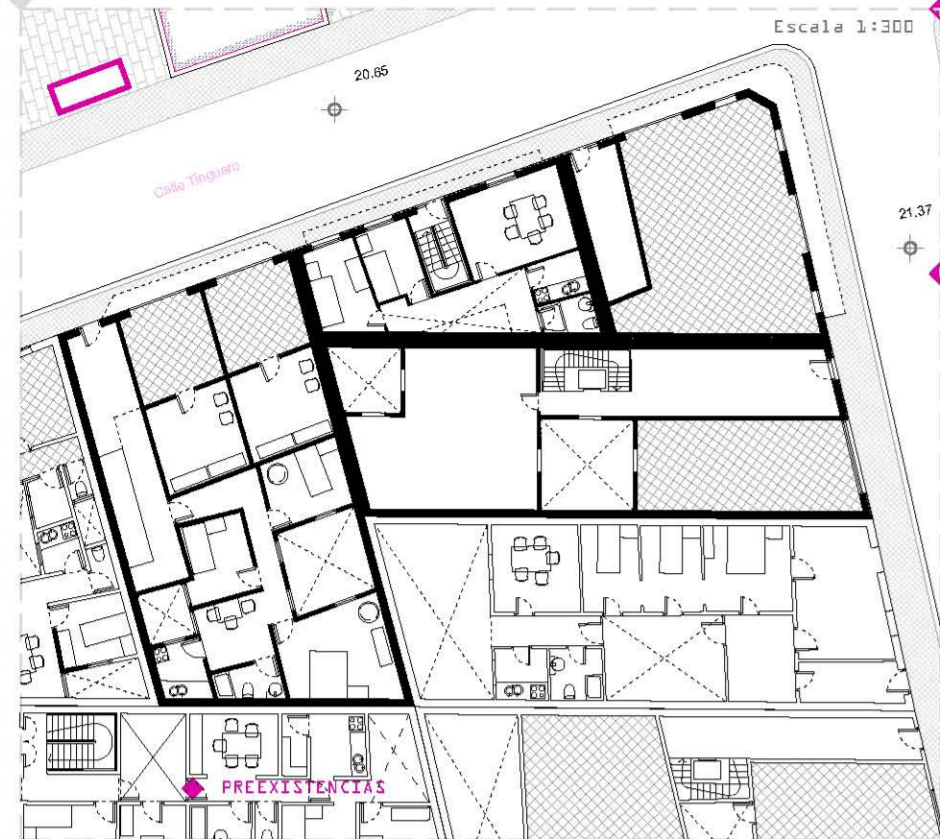 Escala 1:300
20.65
Calle Tinguaro
21.37
PREEXISTENCIAS